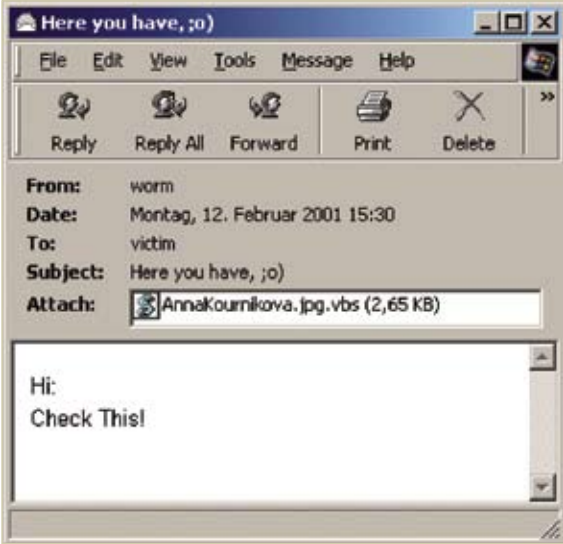 Here you have, ;o)
File Edit View Tools Message Help
Reply Reply All Forward Print Delete »
From: worm
Date: Montag, 12. Februar 2001 15:30
To: victim
Subject: Here you have, ;o)
Attach: AnnaKournikova.jpg.vbs (2,65 KB)
Hi:
Check This!